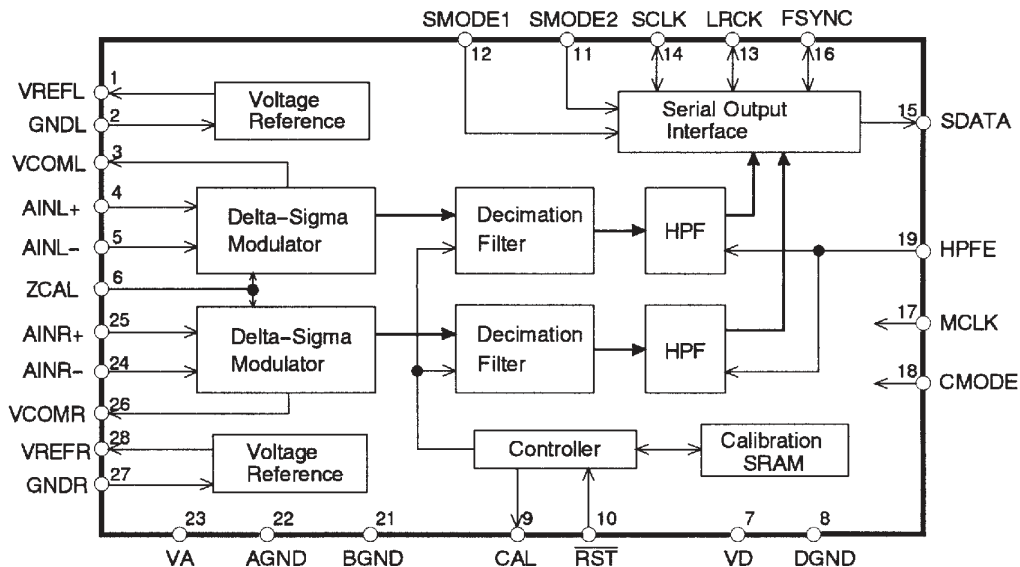 SMODE1 SMODE2 SCLK LRCK FSYNC
12 11 14 13 16
VREFL 1
Voltage
Reference
GNDL 2
Serial Output
Interface
15 SDATA
VCOML 3
AINL+ 4
Delta-Sigma
Modulator
Decimation
Filter
HPF
AINL- 5
19 HPFE
ZCAL 6
AINR+ 25
Delta-Sigma
Modulator
Decimation
Filter
HPF
17 MCLK
AINR- 24
18 CMODE
VCOMR 26
VREFR 28
Voltage
Reference
Controller
Calibration
SRAM
GNDR 27
23 22 21 9 10 7 8
VA AGND BGND CAL RST VD DGND